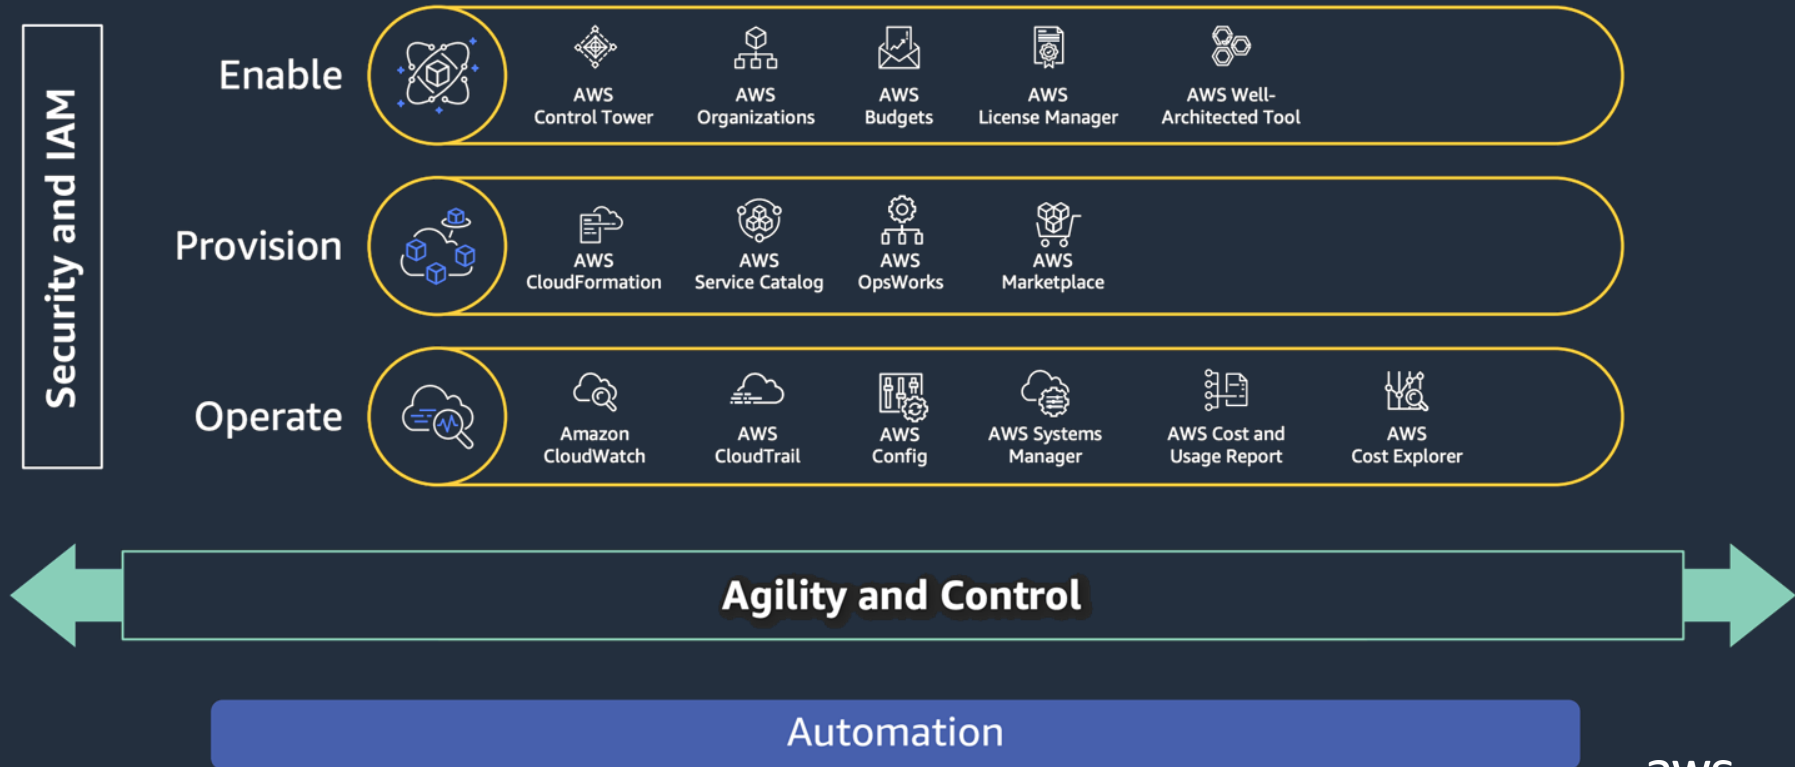 Security and IAM
Enable
AWS
Control Tower
AWS
Organizations
AWS
Budgets
AWS
License Manager
AWS Well-
Architected Tool
Provision
AWS
CloudFormation
AWS
Service Catalog
AWS
OpsWorks
AWS
Marketplace
Operate
Amazon
CloudWatch
AWS
CloudTrail
AWS
Config
AWS Systems
Manager
AWS Cost and
Usage Report
AWS
Cost Explorer
Agility and Control
Automation
aws